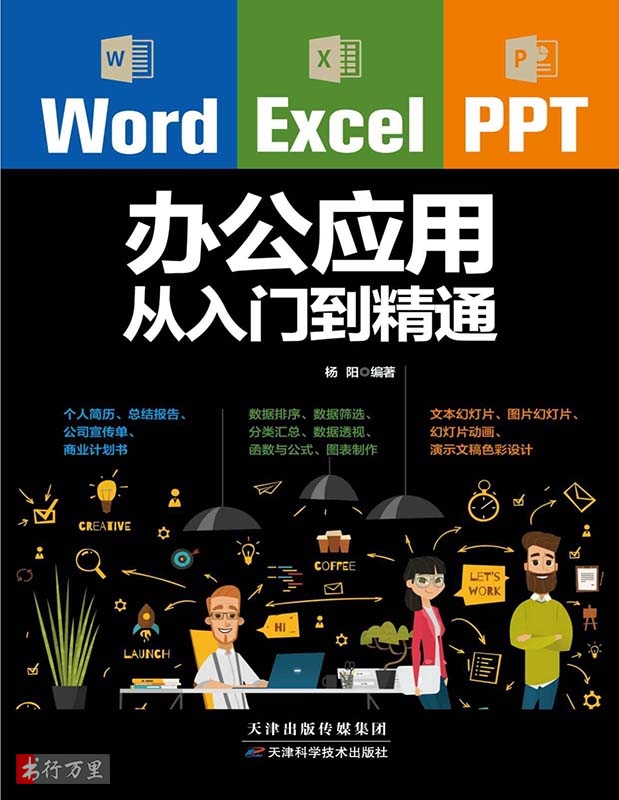 W
X
P
Word
Excel
PPT
办公应用
从入门到精通
杨 阳◎编著
个人简历、总结报告、
公司宣传单、
商业计划书
数据排序、数据筛选、
分类汇总、数据透视、
函数与公式、图表制作
文本幻灯片、图片幻灯片、
幻灯片动画、
演示文稿色彩设计
CREATIVE
COFFEE
LET'S
WORK
HI
LAUNCH
天津出版传媒集团
天津科学技术出版社
书行万里